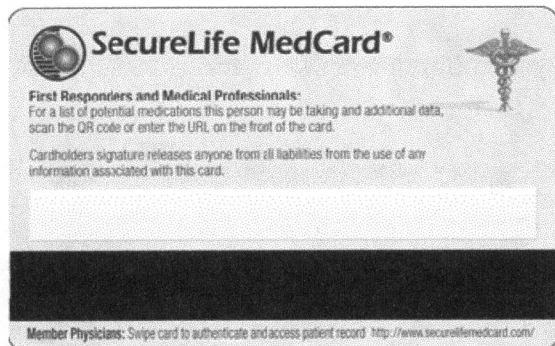 SecureLife MedCard®
First Responders and Medical Professionals:
For a list of potential medications this person may be taking and additional data,
scan the QR code or enter the URL on the front of the card.
Cardholders signature releases anyone from all liabilities from the use of any
information associated with this card.
Member Physicians: Swipe card to authenticate and access patient record http://www.securelifemedcard.com/